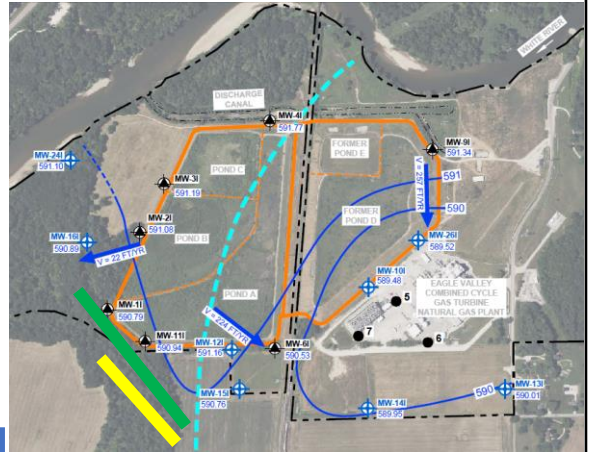 WHITE RIVER
DISCHARGE
CANAL
MW-4I
591.77
MW-24I
591.10
MW-3I
591.19
POND C
FORMER
POND E
MW-9I
591.34
V = 257 FT/YR
591
590
MW-2I
591.08
MW-16I
590.89
V = 22 FT/YR
POND B
FORMER
POND D
MW-26I
589.52
MW-10I
589.48
EAGLE VALLEY
COMBINED CYCLE
GAS TURBINE
NATURAL GAS PLANT
5
POND A
V = 224 FT/YR
MW-1I
590.79
MW-11I
590.94
MW-12I
591.16
MW-6I
590.53
7
6
MW-15I
590.76
590
MW-13I
590.01
MW-14I
589.95